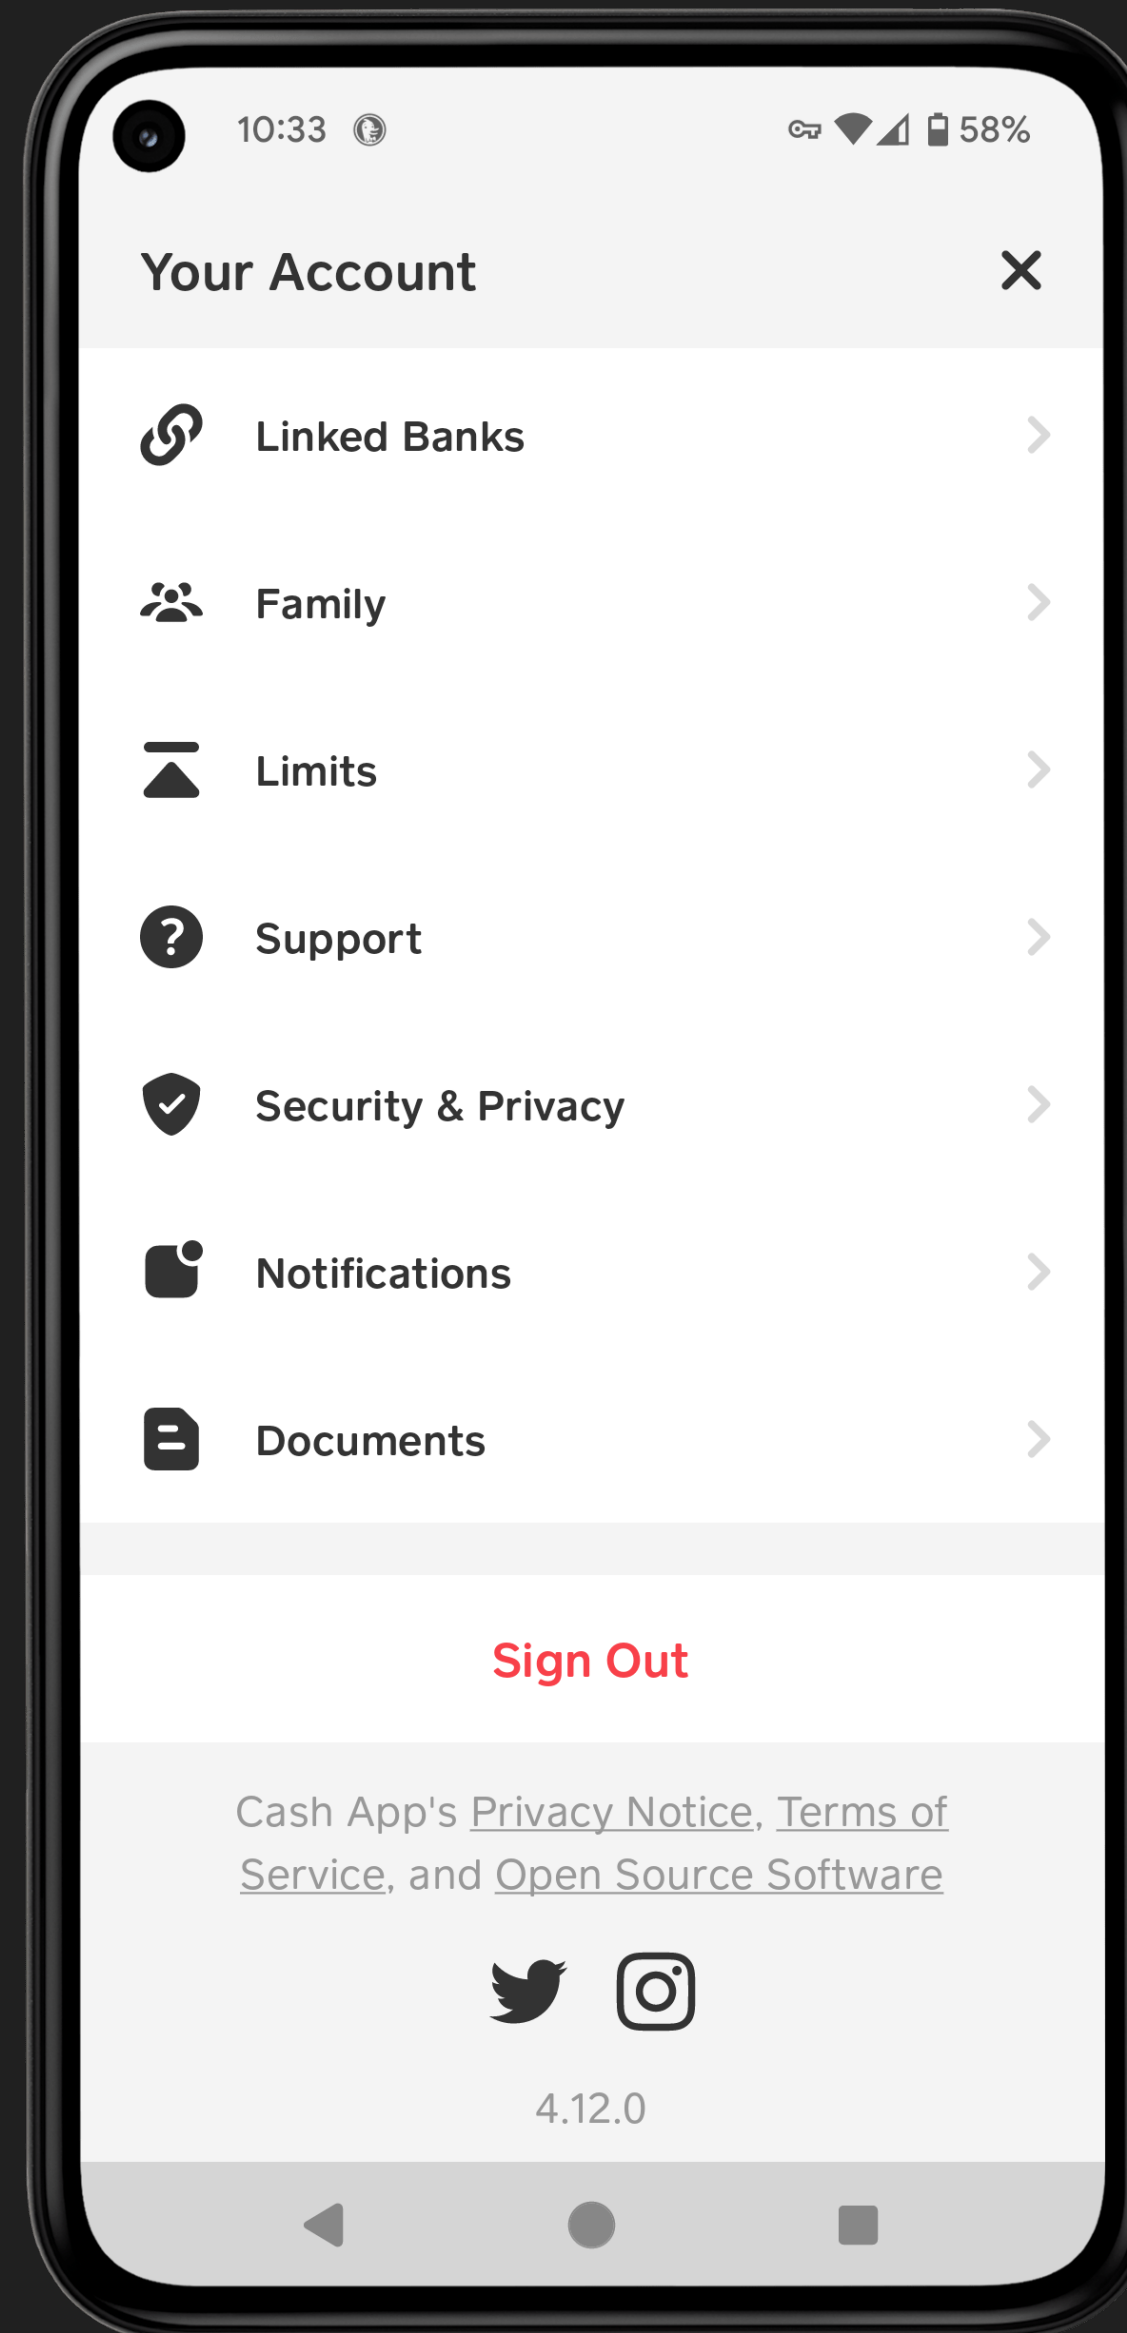 10:33 58%
Your Account
Linked Banks
Family
Limits
Support
Security & Privacy
Notifications
Documents
Sign Out
Cash App's Privacy Notice, Terms of
Service, and Open Source Software
4.12.0